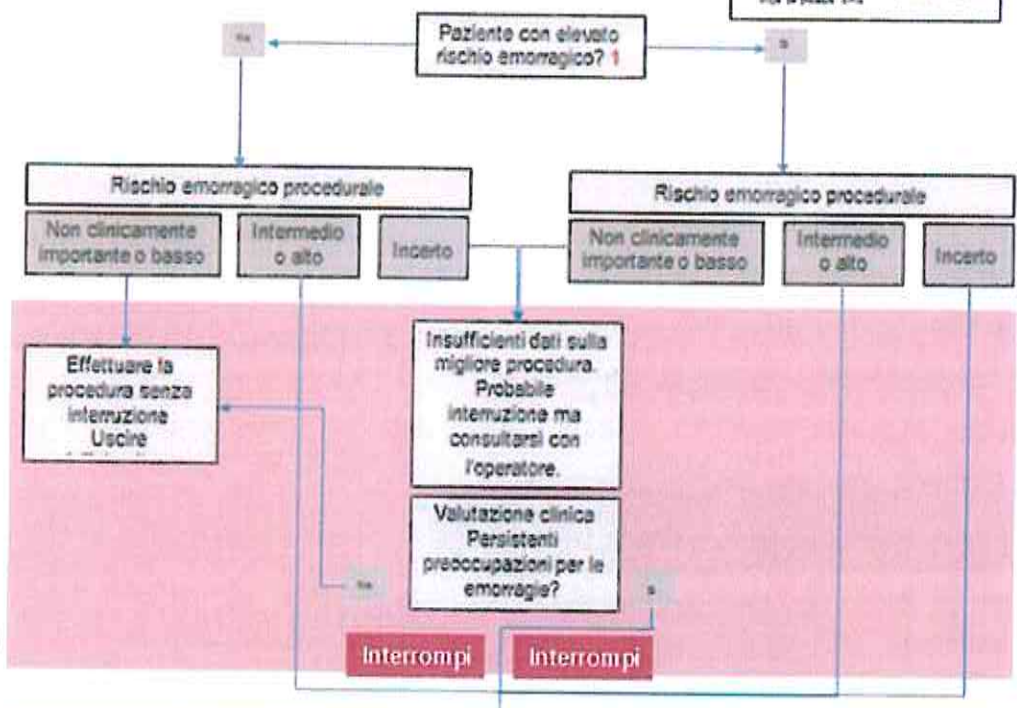 Paziente con elevato
rischio emorragico? 1
Rischio emorragico procedurale
Non clinicamente
importante o basso
Intermedio
o alto
Incerto
Rischio emorragico procedurale
Non clinicamente
importante o basso
Intermedio
o alto
Incerto
Effettuare la
procedura senza
interruzione
Uscire
Insufficienti dati sulla
migliore procedura.
Probabile
interruzione ma
consultarsi con
l'operatore.
Valutazione clinica
Persistenti
preoccupazioni per le
emorragie?
Interrompi
Interrompi